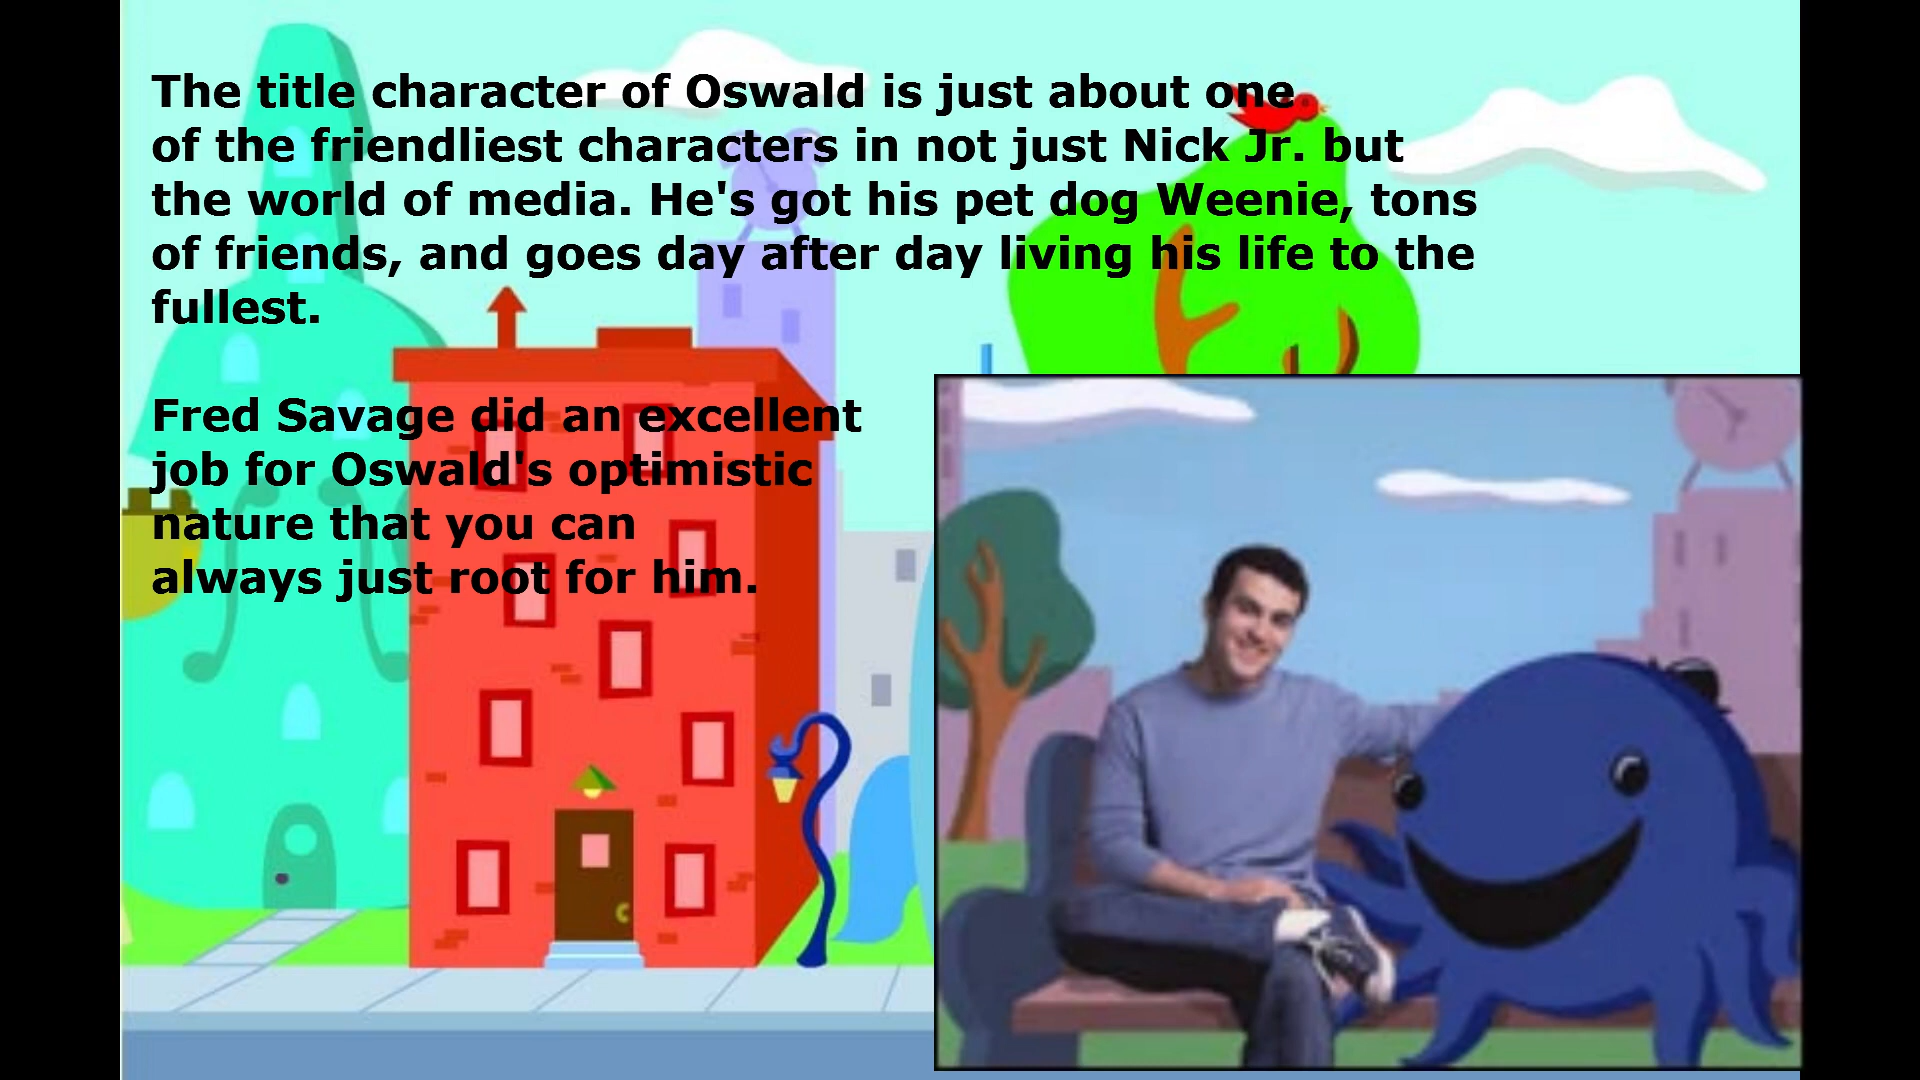 The title character of Oswald is just about one
of the friendliest characters in not just Nick Jr. but
the world of media. He's got his pet dog Weenie, tons
of friends, and goes day after day living his life to the
fullest.
Fred Savage did an excellent
job for Oswald's optimistic
nature that you can
always just root for him.